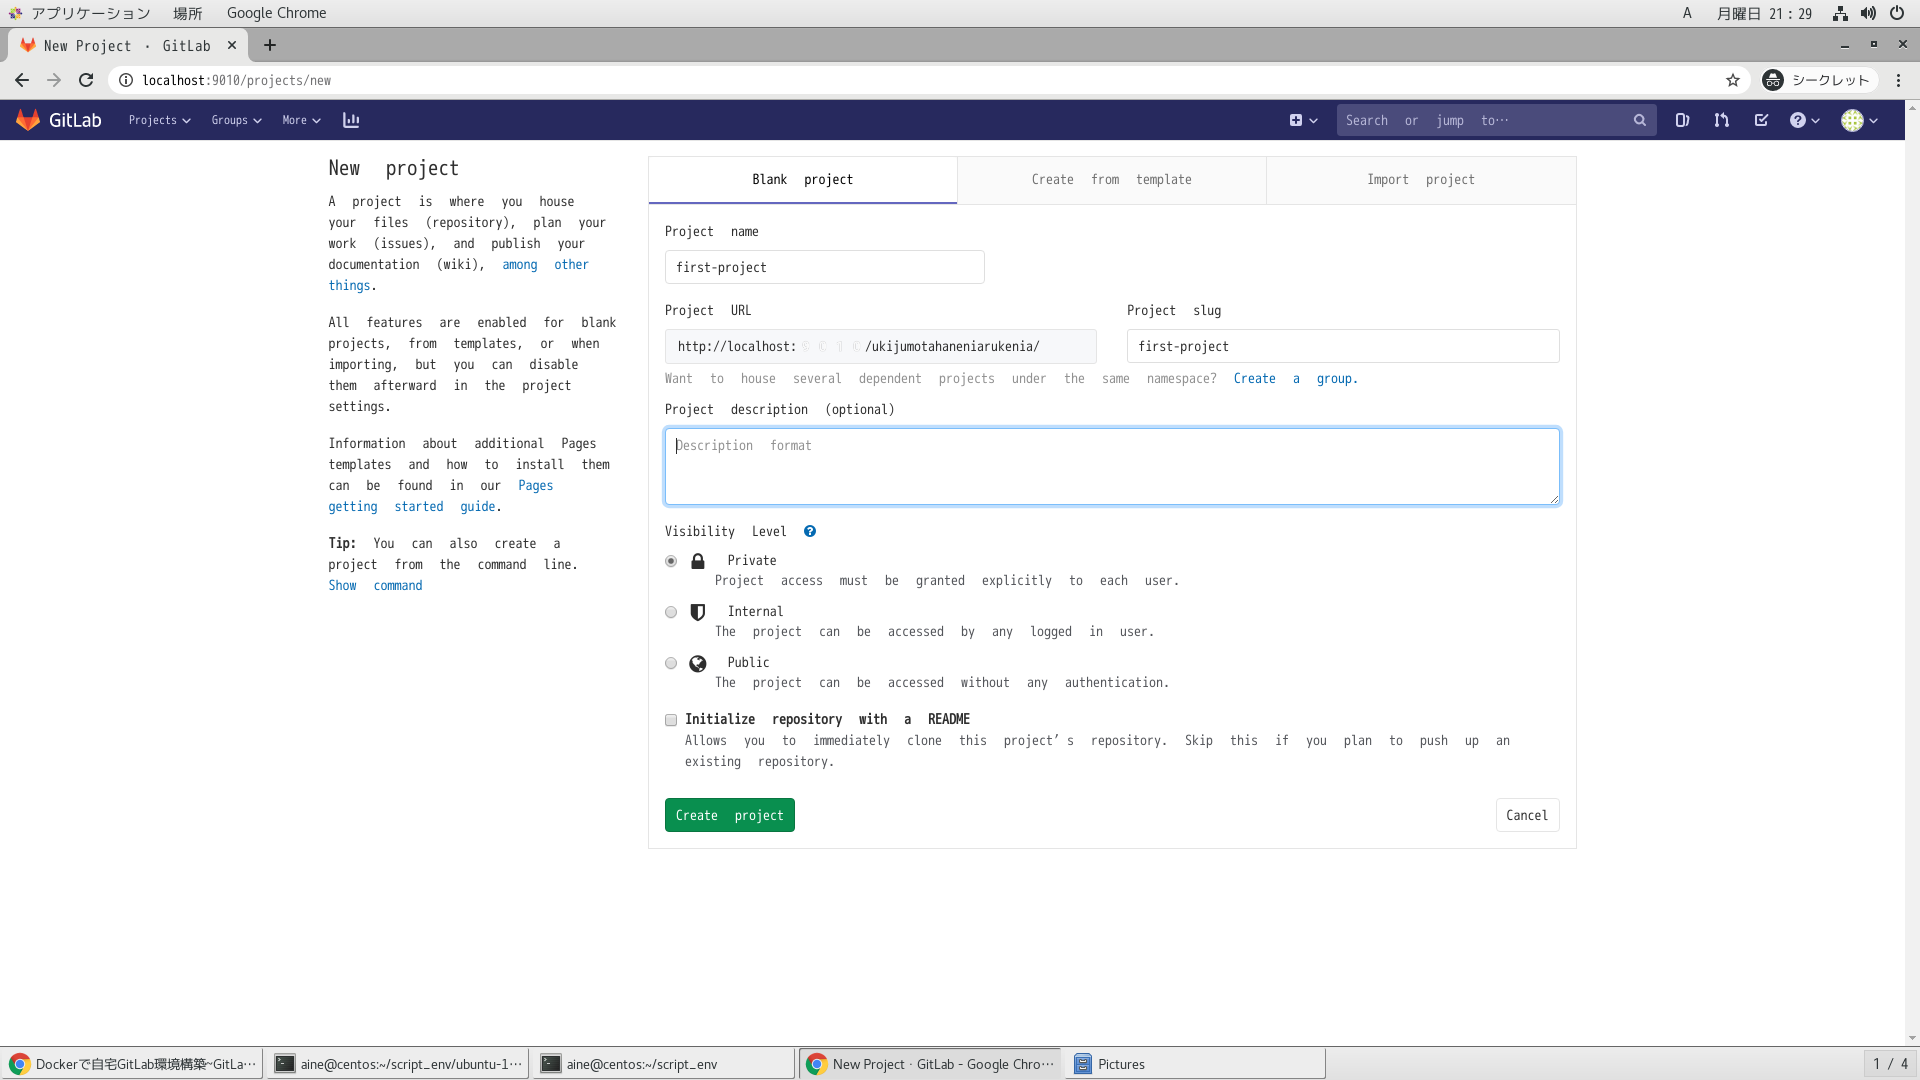 アプリケーション 場所 Google Chrome A 月曜日 21:29
New Project · GitLab
localhost:9010/projects/new シークレット
GitLab Projects Groups More Search or jump to…
New project
A project is where you house
your files (repository), plan your
work (issues), and publish your
documentation (wiki), among other
things.
All features are enabled for blank
projects, from templates, or when
importing, but you can disable
them afterward in the project
settings.
Information about additional Pages
templates and how to install them
can be found in our Pages
getting started guide.
Tip: You can also create a
project from the command line.
Show command
Blank project Create from template Import project
Project name
first-project
Project URL Project slug
http://localhost: /ukijumotahaneniarukenia/ first-project
Want to house several dependent projects under the same namespace? Create a group.
Project description (optional)
Description format
Visibility Level
Private
Project access must be granted explicitly to each user.
Internal
The project can be accessed by any logged in user.
Public
The project can be accessed without any authentication.
Initialize repository with a README
Allows you to immediately clone this project's repository. Skip this if you plan to push up an
existing repository.
Create project Cancel
Dockerで自宅GitLab環境構築~GitLa… aine@centos:~/script_env/ubuntu-1… aine@centos:~/script_env New Project · GitLab - Google Chro… Pictures 1 / 4